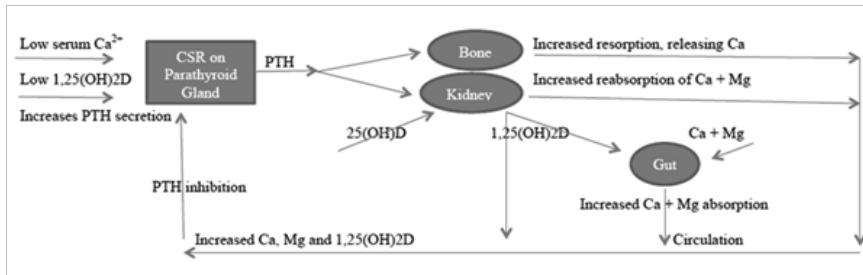 Low serum Ca²⁺
Low 1,25(OH)2D
Increases PTH secretion
CSR on
Parathyroid
Gland
PTH
Bone
Kidney
Increased resorption, releasing Ca
Increased reabsorption of Ca + Mg
25(OH)D
1,25(OH)2D
Ca + Mg
Gut
PTH inhibition
Increased Ca + Mg absorption
Increased Ca, Mg and 1,25(OH)2D
Circulation